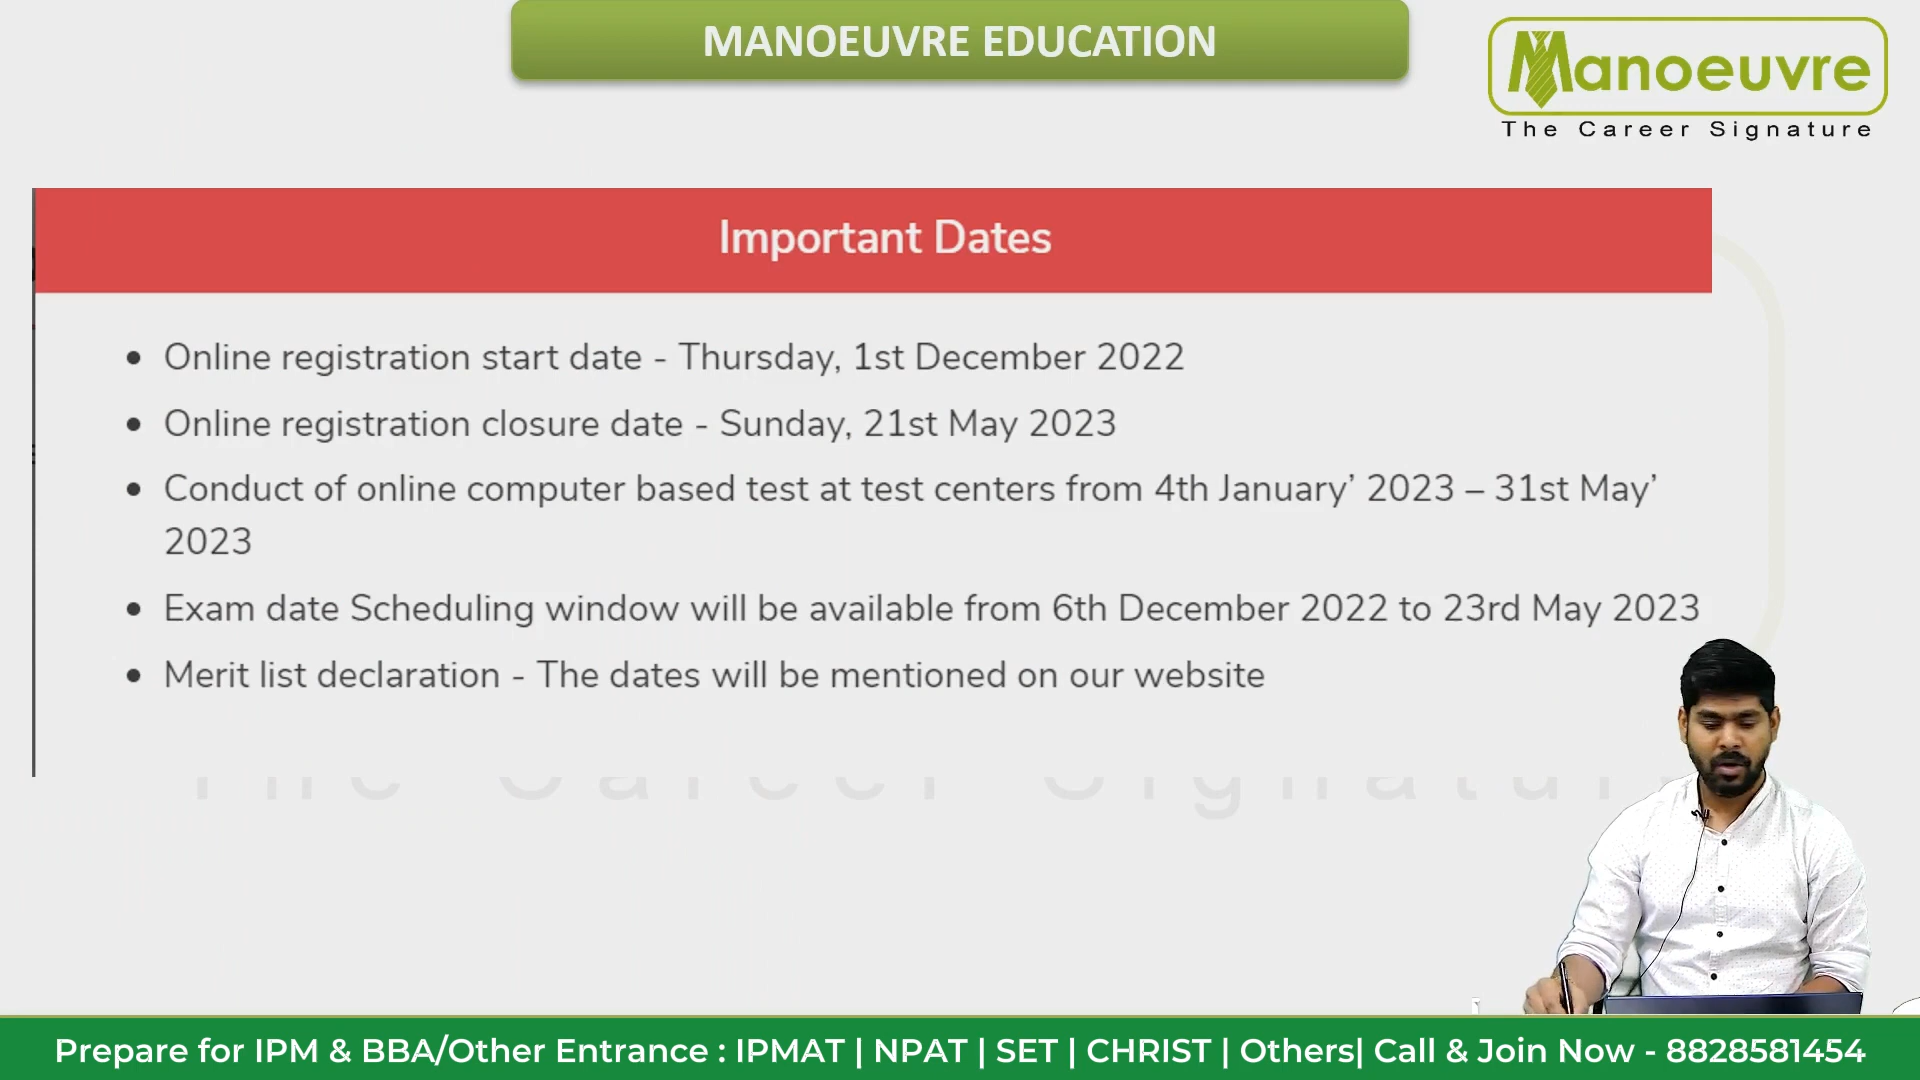 MANOEUVRE EDUCATION
Manoeuvre
The Career Signature
Important Dates
• Online registration start date - Thursday, 1st December 2022
• Online registration closure date - Sunday, 21st May 2023
• Conduct of online computer based test at test centers from 4th January’ 2023 – 31st May’
2023
• Exam date Scheduling window will be available from 6th December 2022 to 23rd May 2023
• Merit list declaration - The dates will be mentioned on our website
Prepare for IPM & BBA/Other Entrance : IPMAT | NPAT | SET | CHRIST | Others| Call & Join Now - 8828581454